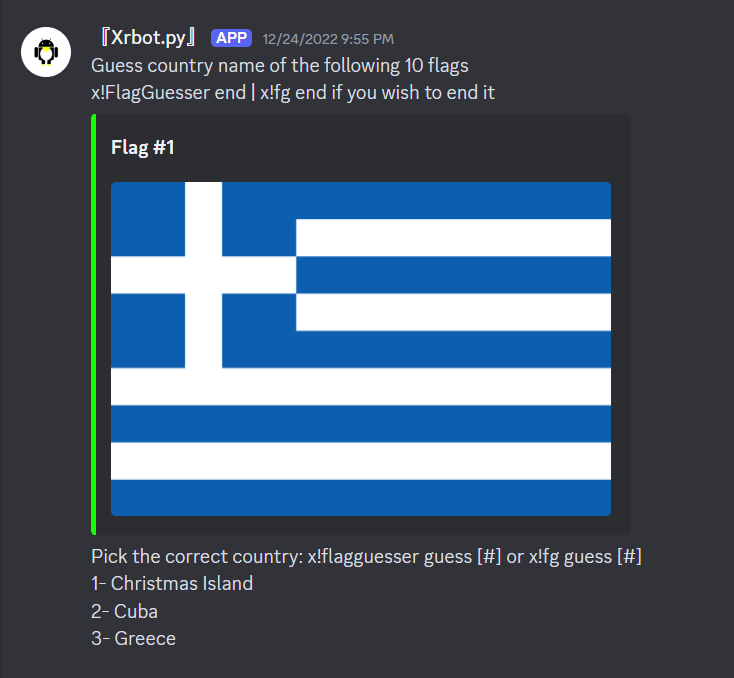 『Xrbot.py』 APP 12/24/2022 9:55 PM
Guess country name of the following 10 flags
x!FlagGuesser end | x!fg end if you wish to end it
Flag #1
Pick the correct country: x!flagguesser guess [#] or x!fg guess [#]
1- Christmas Island
2- Cuba
3- Greece